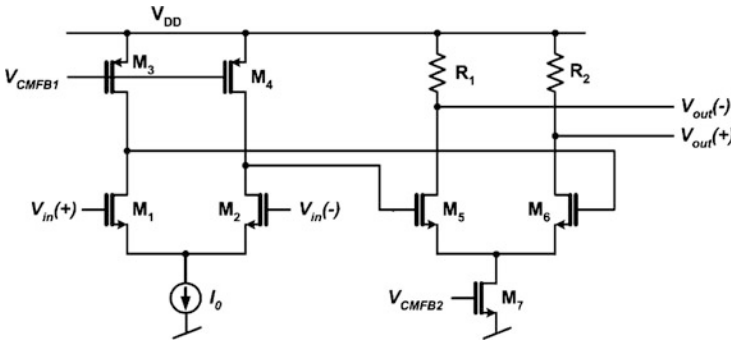 V_DD
M_3
M_4
R_1
R_2
V_CMFB1
V_out(-)
V_out(+)
V_in(+)
M_1
M_2
V_in(-)
M_5
M_6
I_0
V_CMFB2
M_7